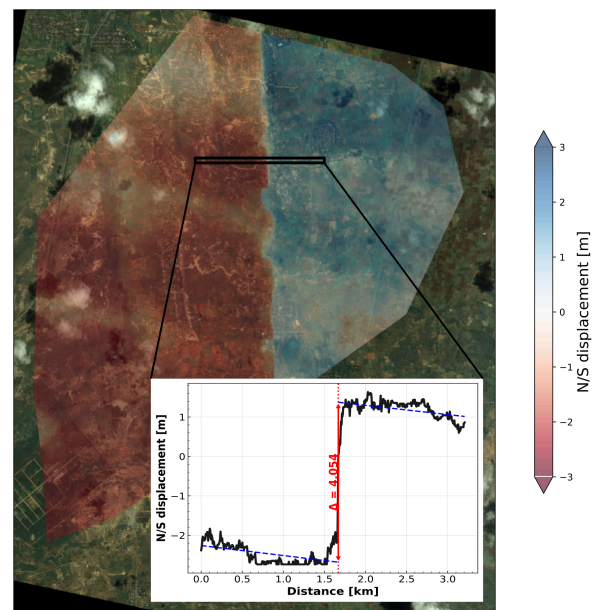 3
2
1
0
−1
−2
−3
N/S displacement [m]
1
0
−1
−2
N/S displacement [m]
Δ = 4.054
0.0 0.5 1.0 1.5 2.0 2.5 3.0
Distance [km]